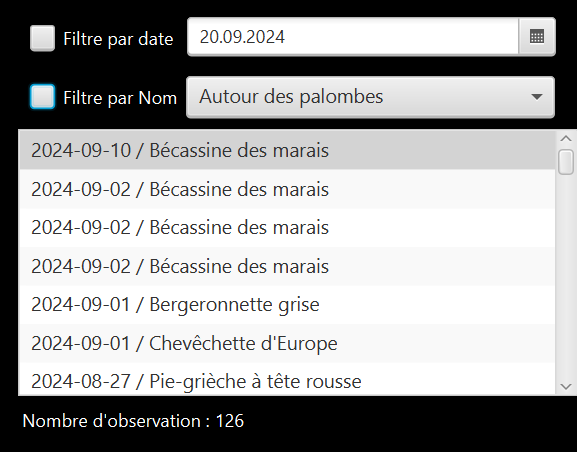 Filtre par date 20.09.2024
Filtre par Nom Autour des palombes
2024-09-10 / Bécassine des marais
2024-09-02 / Bécassine des marais
2024-09-02 / Bécassine des marais
2024-09-02 / Bécassine des marais
2024-09-01 / Bergeronnette grise
2024-09-01 / Chevêchette d'Europe
2024-08-27 / Pie-grièche à tête rousse
Nombre d'observation : 126